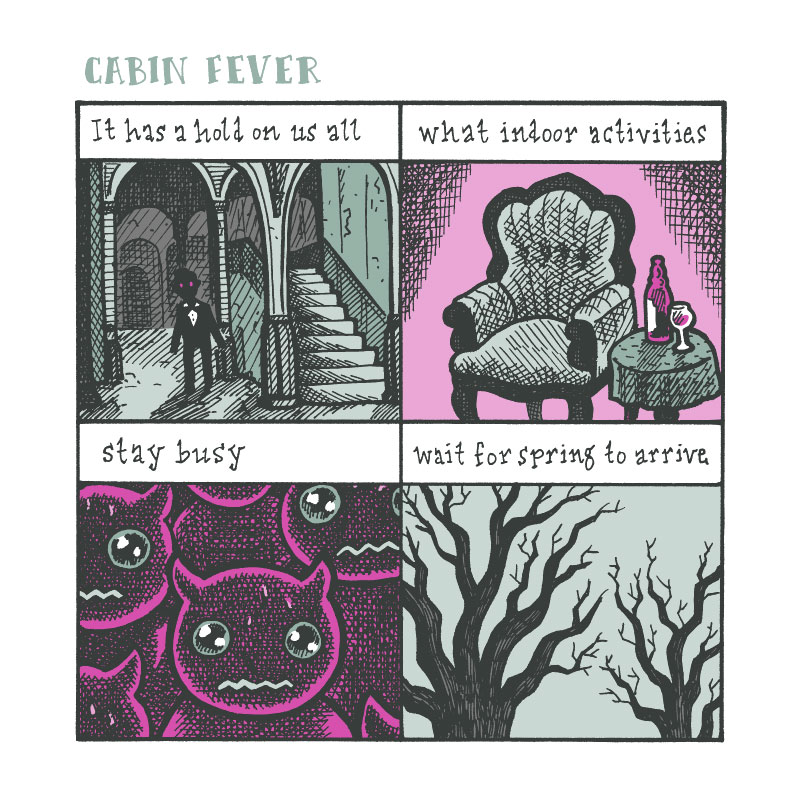 CABIN FEVER
It has a hold on us all
what indoor activities
stay busy
wait for spring to arrive